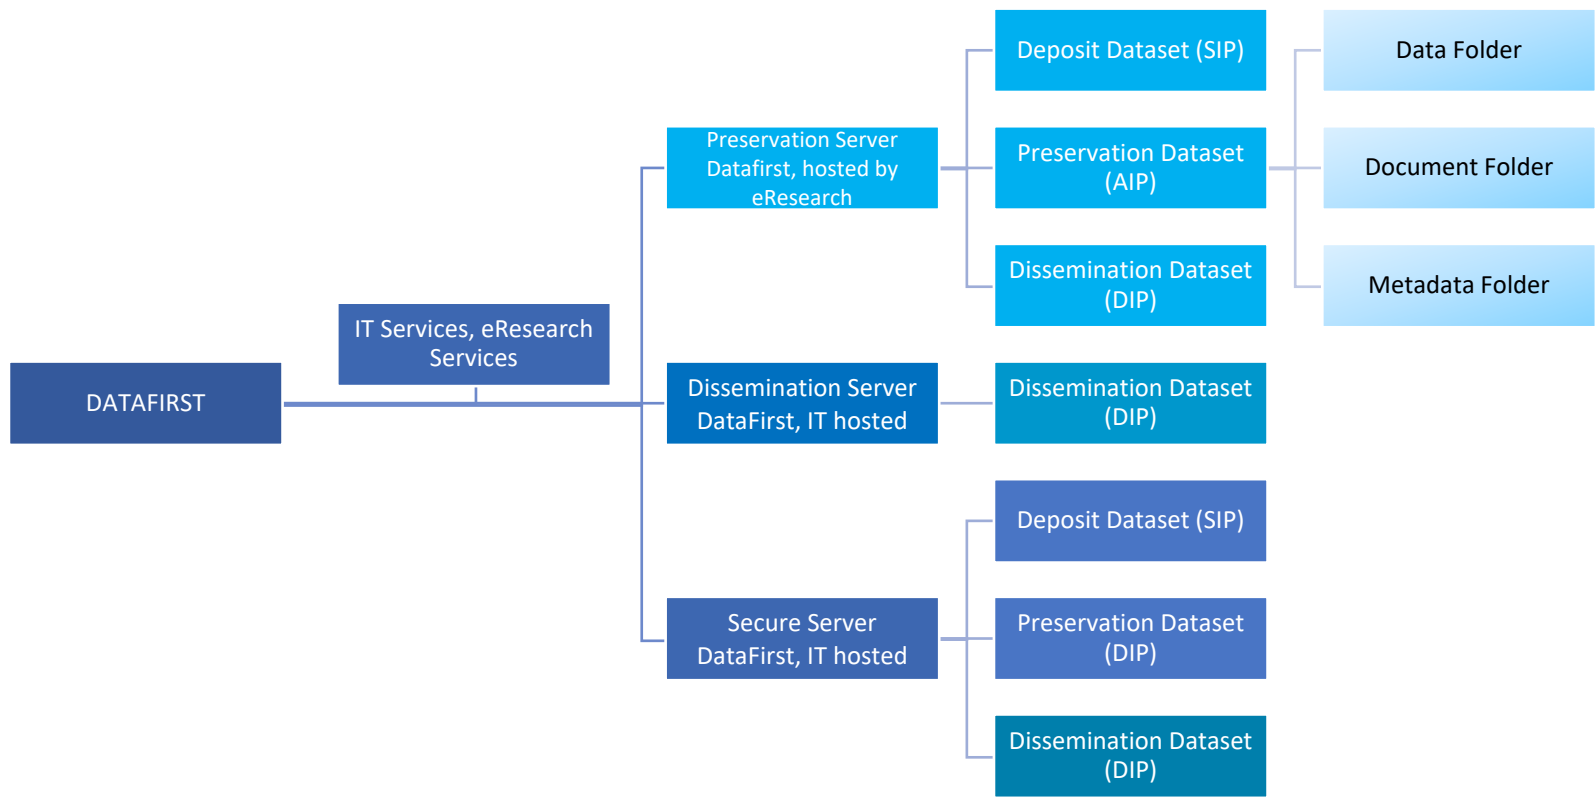 DATAFIRST
IT Services, eResearch
Services
Preservation Server
Datafirst, hosted by
eResearch
Deposit Dataset (SIP)
Preservation Dataset
(AIP)
Data Folder
Document Folder
Metadata Folder
Dissemination Dataset
(DIP)
Dissemination Server
DataFirst, IT hosted
Dissemination Dataset
(DIP)
Secure Server
DataFirst, IT hosted
Deposit Dataset (SIP)
Preservation Dataset
(DIP)
Dissemination Dataset
(DIP)